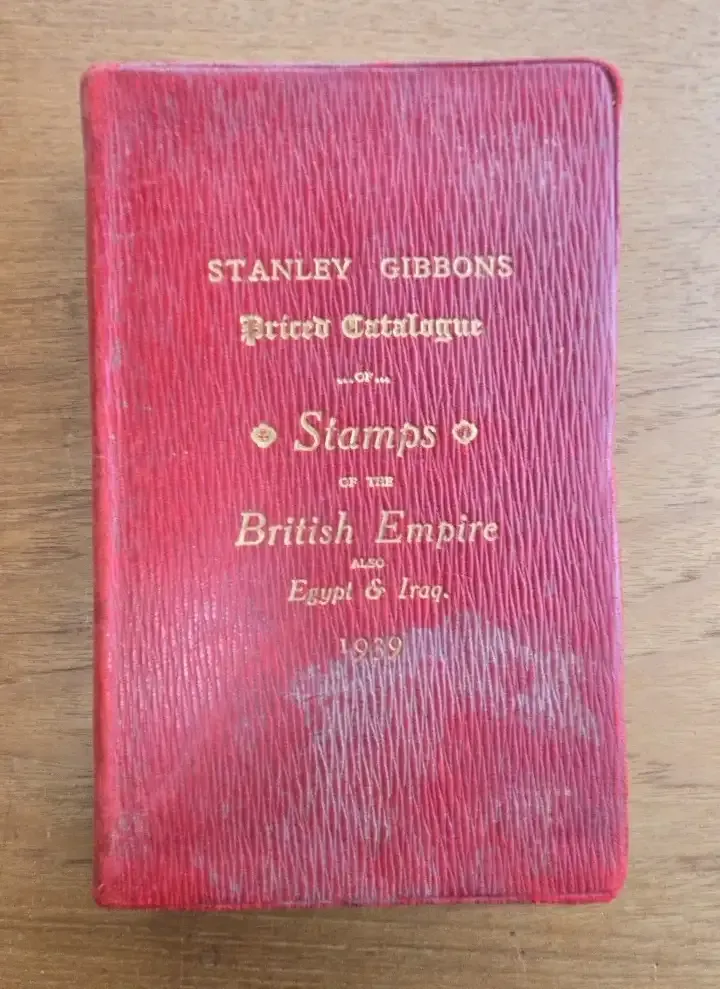 STANLEY GIBBONS
Priced Catalogue
...OF...
Stamps
OF THE
British Empire
ALSO
Egypt & Iraq.
1939